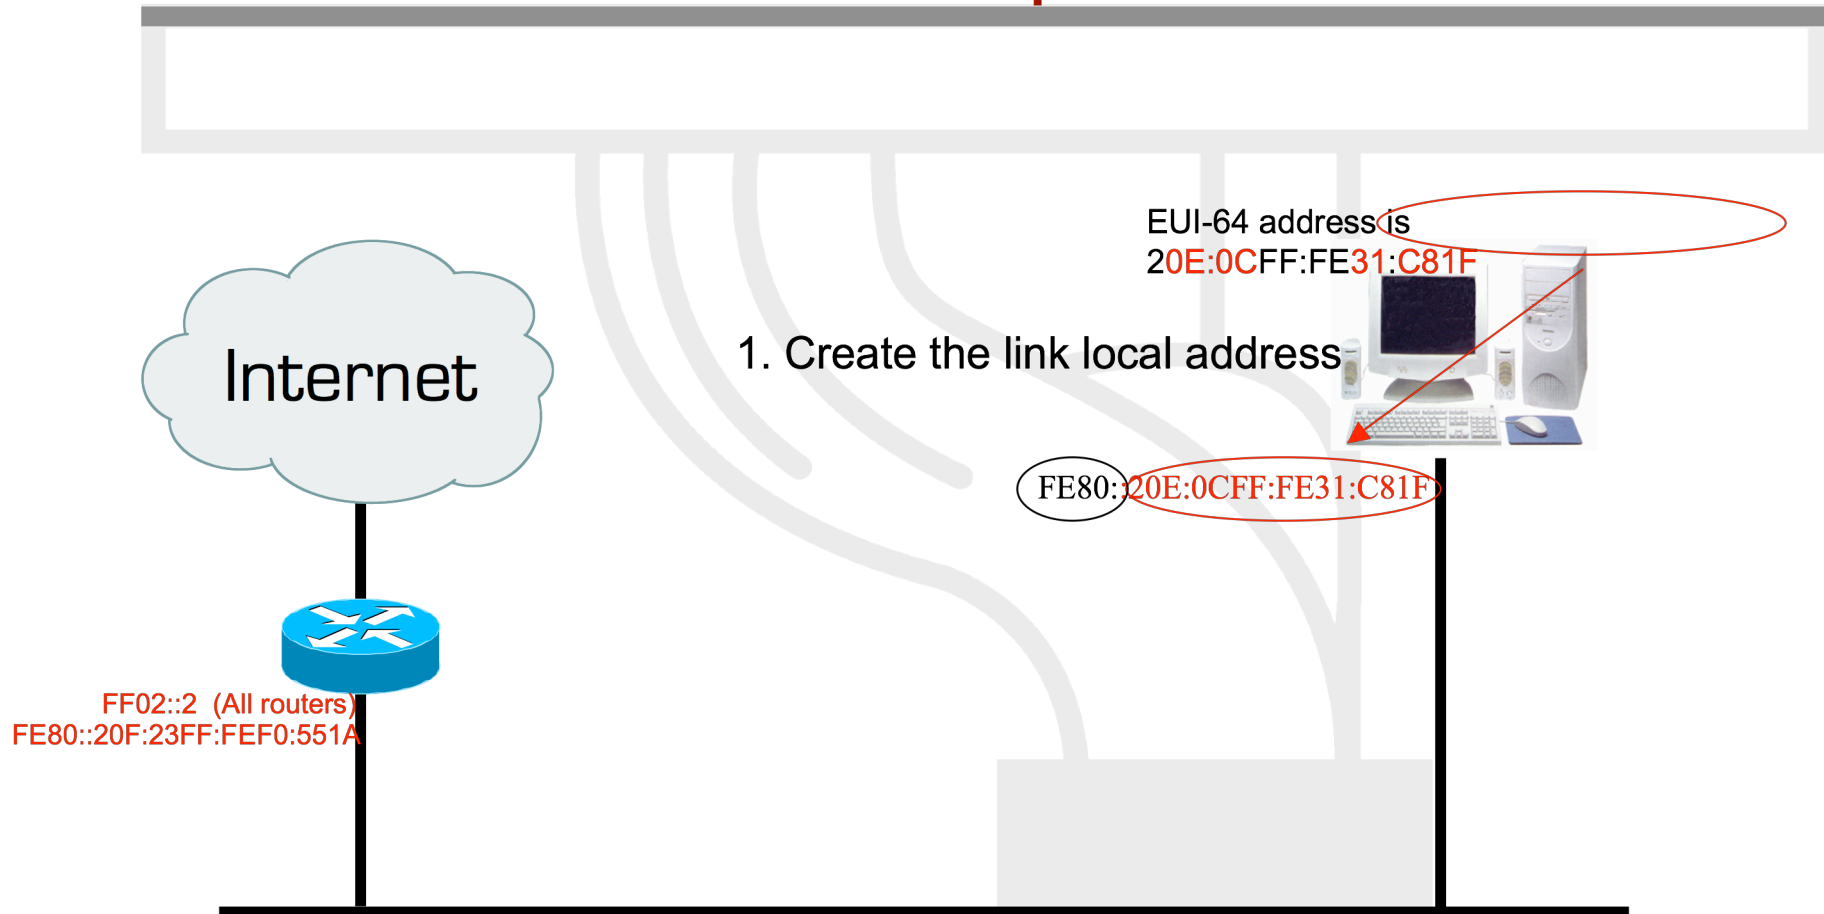 EUI-64 address is
20E:0CFF:FE31:C81F
Internet
1. Create the link local address
FE80::20E:0CFF:FE31:C81F
FF02::2 (All routers)
FE80::20F:23FF:FEF0:551A